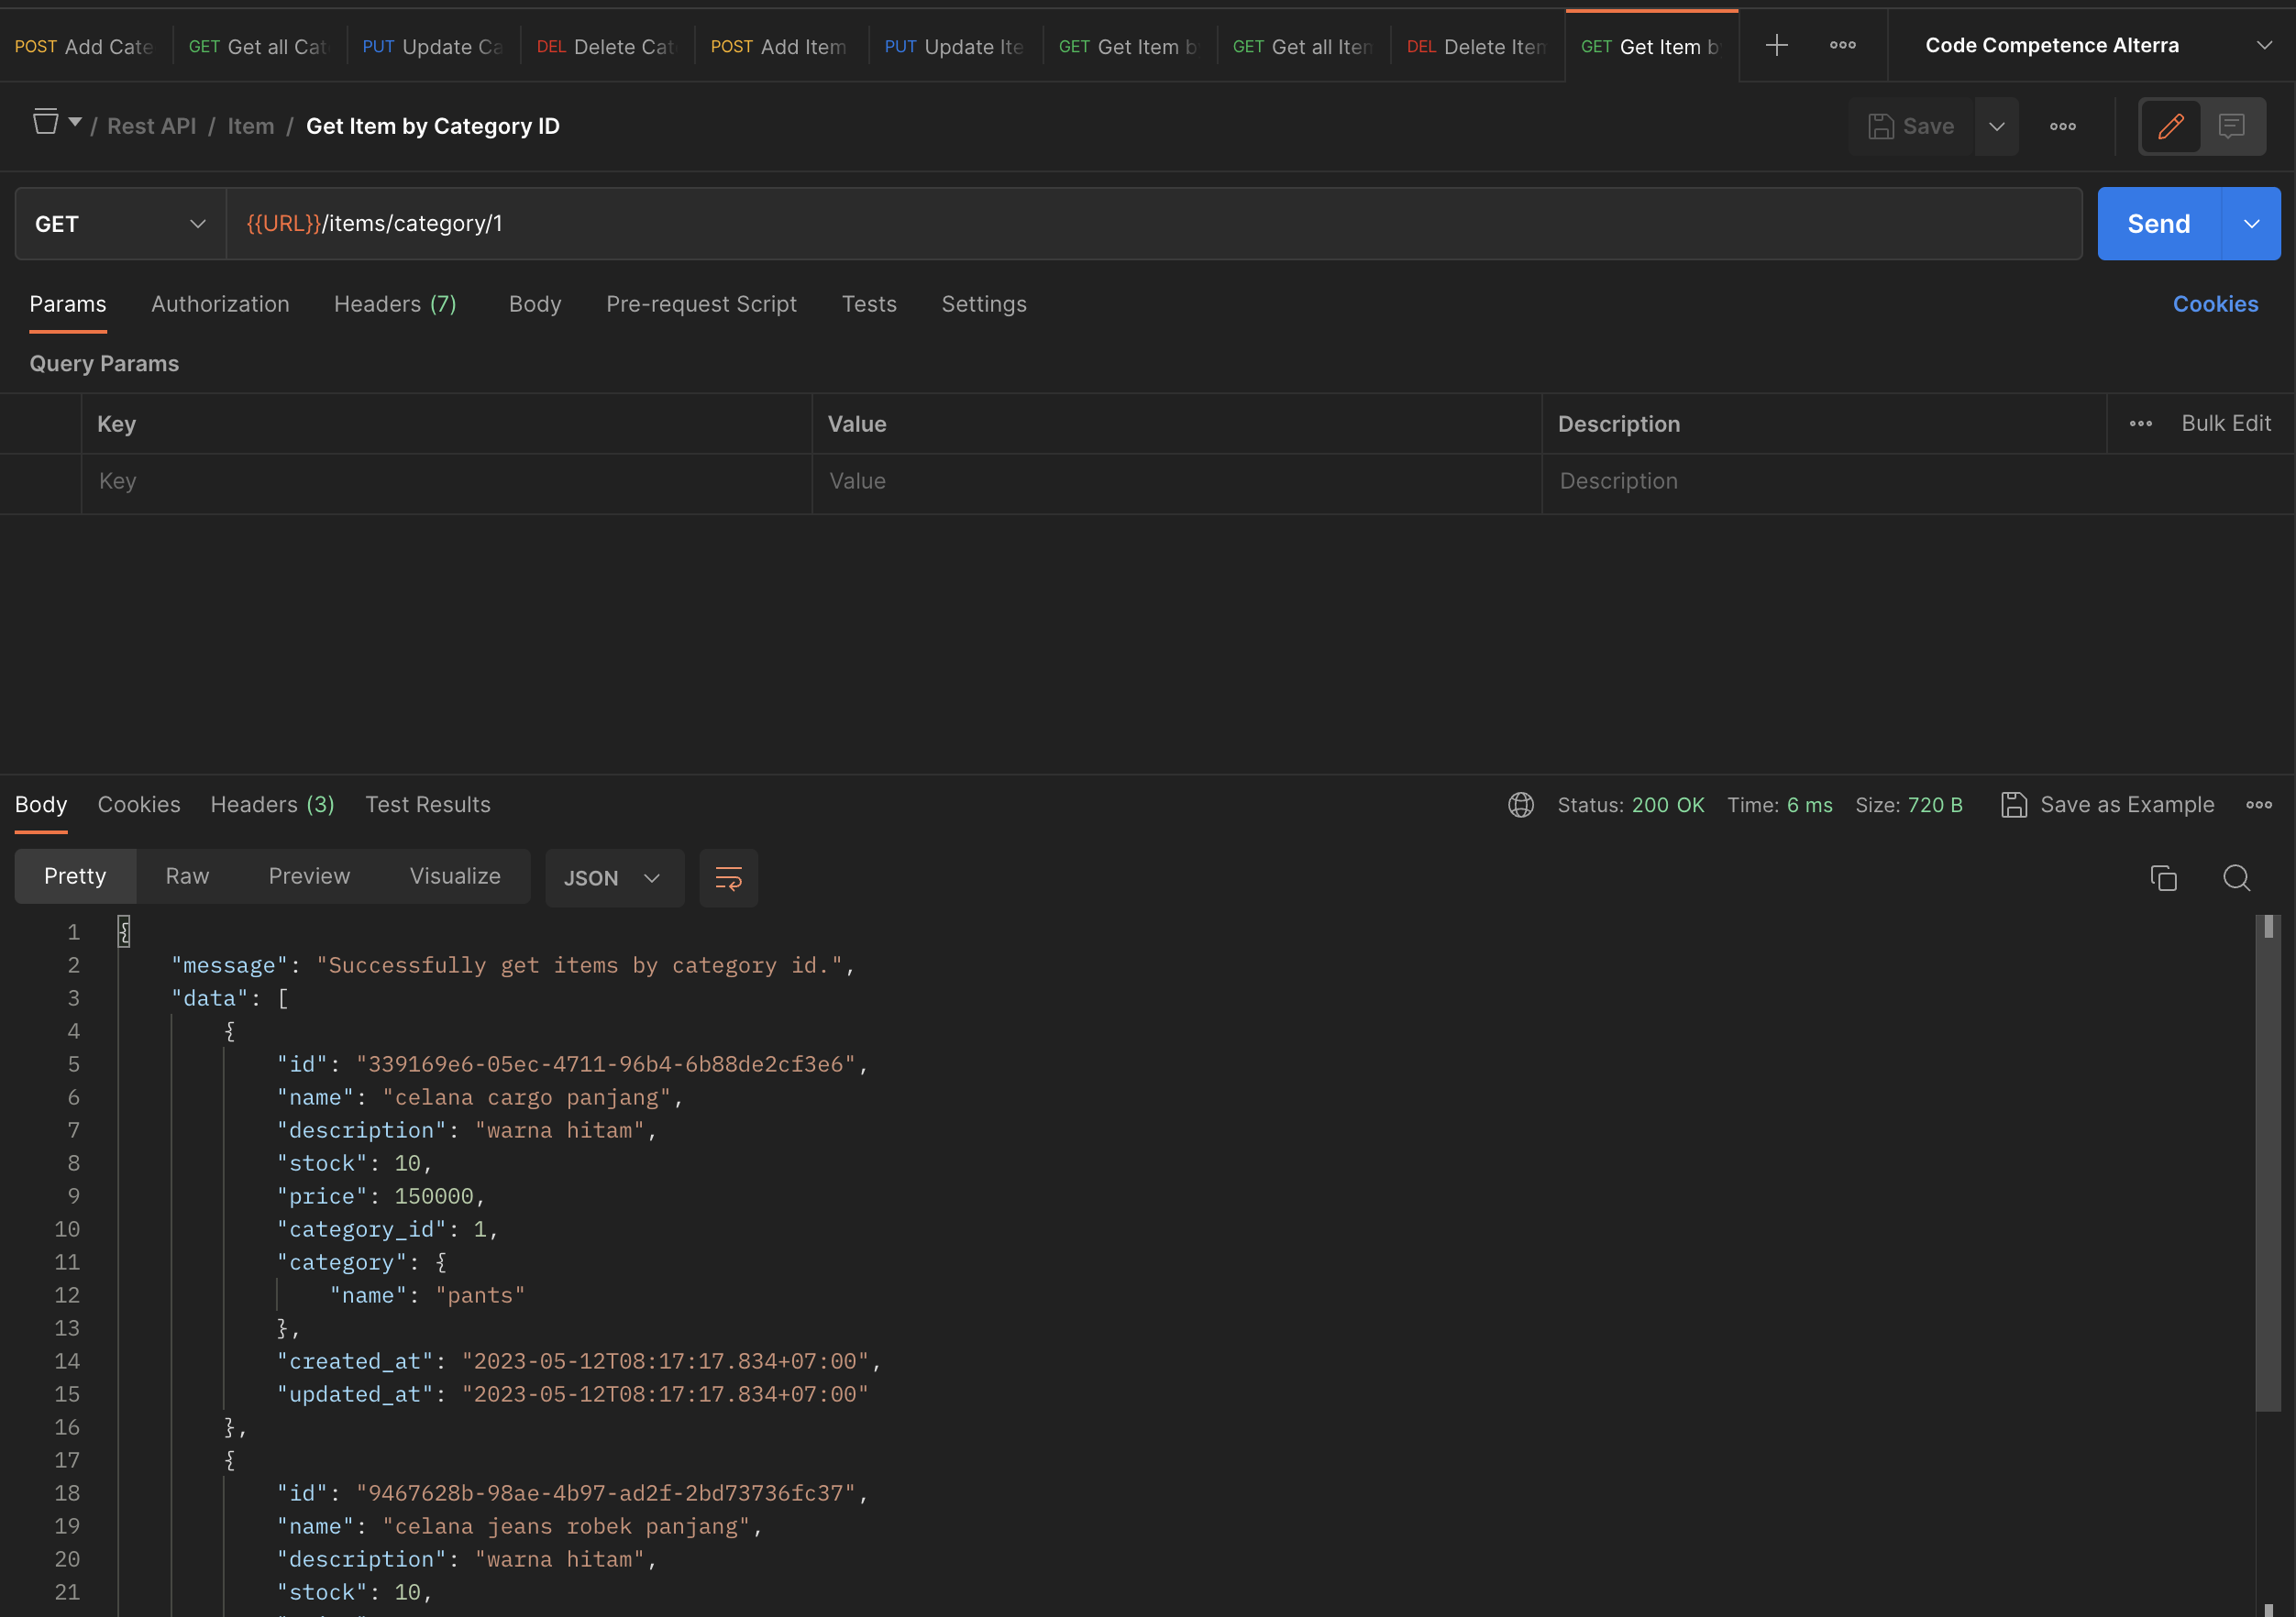 POST Add Cate GET Get all Cat PUT Update Ca DEL Delete Cat POST Add Item PUT Update Ite GET Get Item b GET Get all Item DEL Delete Item GET Get Item b Code Competence Alterra
/ Rest API / Item / Get Item by Category ID Save
GET {{URL}}/items/category/1 Send
Params Authorization Headers (7) Body Pre-request Script Tests Settings Cookies
Query Params
Key Value Description Bulk Edit
Key Value Description
Body Cookies Headers (3) Test Results Status: 200 OK Time: 6 ms Size: 720 B Save as Example
Pretty Raw Preview Visualize JSON
1 {
2 "message": "Successfully get items by category id.",
3 "data": [
4 {
5 "id": "339169e6-05ec-4711-96b4-6b88de2cf3e6",
6 "name": "celana cargo panjang",
7 "description": "warna hitam",
8 "stock": 10,
9 "price": 150000,
10 "category_id": 1,
11 "category": {
12 "name": "pants"
13 },
14 "created_at": "2023-05-12T08:17:17.834+07:00",
15 "updated_at": "2023-05-12T08:17:17.834+07:00"
16 },
17 {
18 "id": "9467628b-98ae-4b97-ad2f-2bd73736fc37",
19 "name": "celana jeans robek panjang",
20 "description": "warna hitam",
21 "stock": 10,